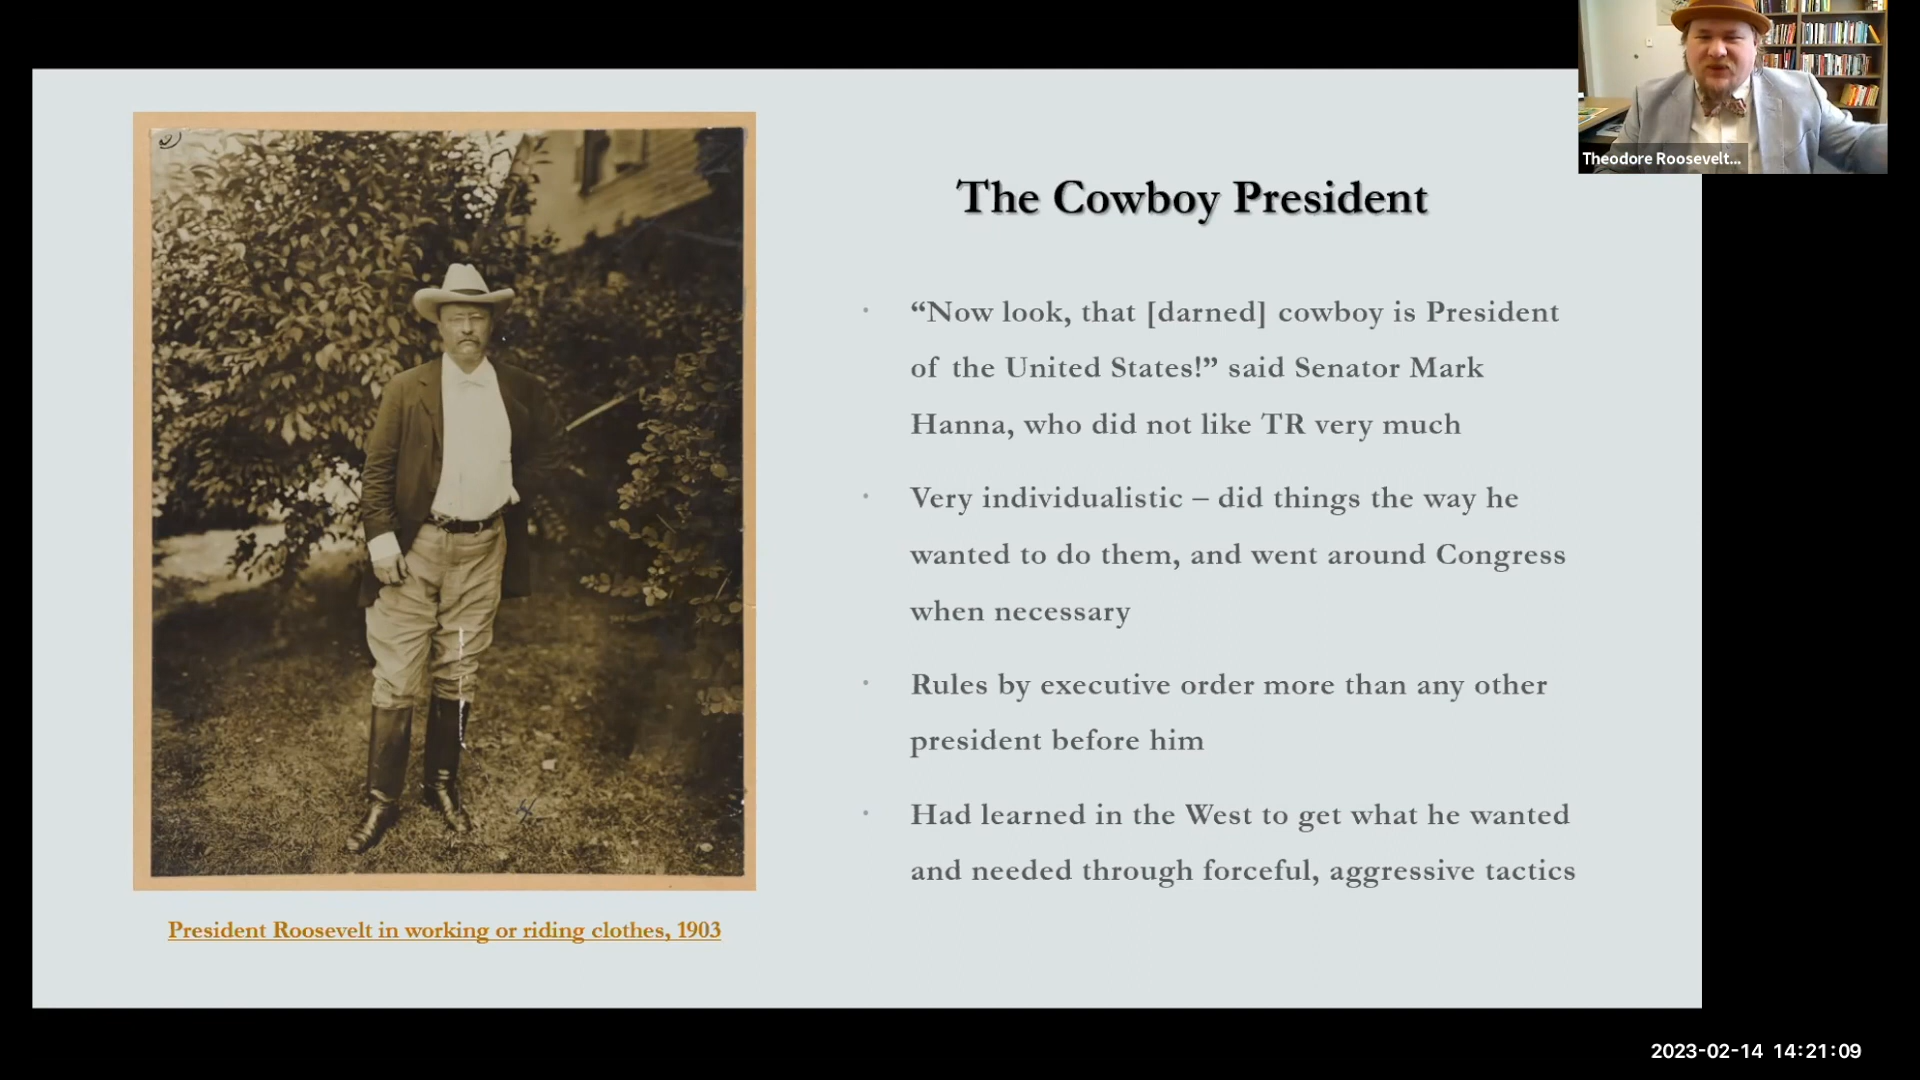 Theodore Roosevelt...
The Cowboy President
“Now look, that [darned] cowboy is President
of the United States!” said Senator Mark
Hanna, who did not like TR very much
Very individualistic – did things the way he
wanted to do them, and went around Congress
when necessary
Rules by executive order more than any other
president before him
Had learned in the West to get what he wanted
and needed through forceful, aggressive tactics
President Roosevelt in working or riding clothes, 1903
2023-02-14 14:21:09